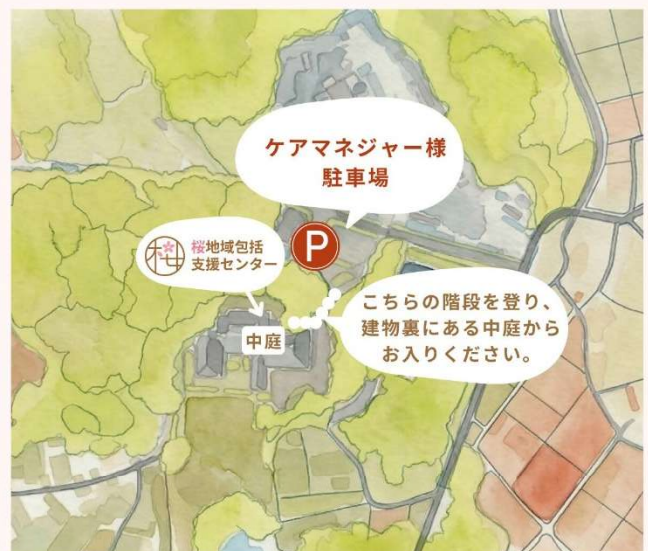 ケアマネジャー様
駐車場
P
桜
桜地域包括
支援センター
中庭
こちらの階段を登り、
建物裏にある中庭から
お入りください。